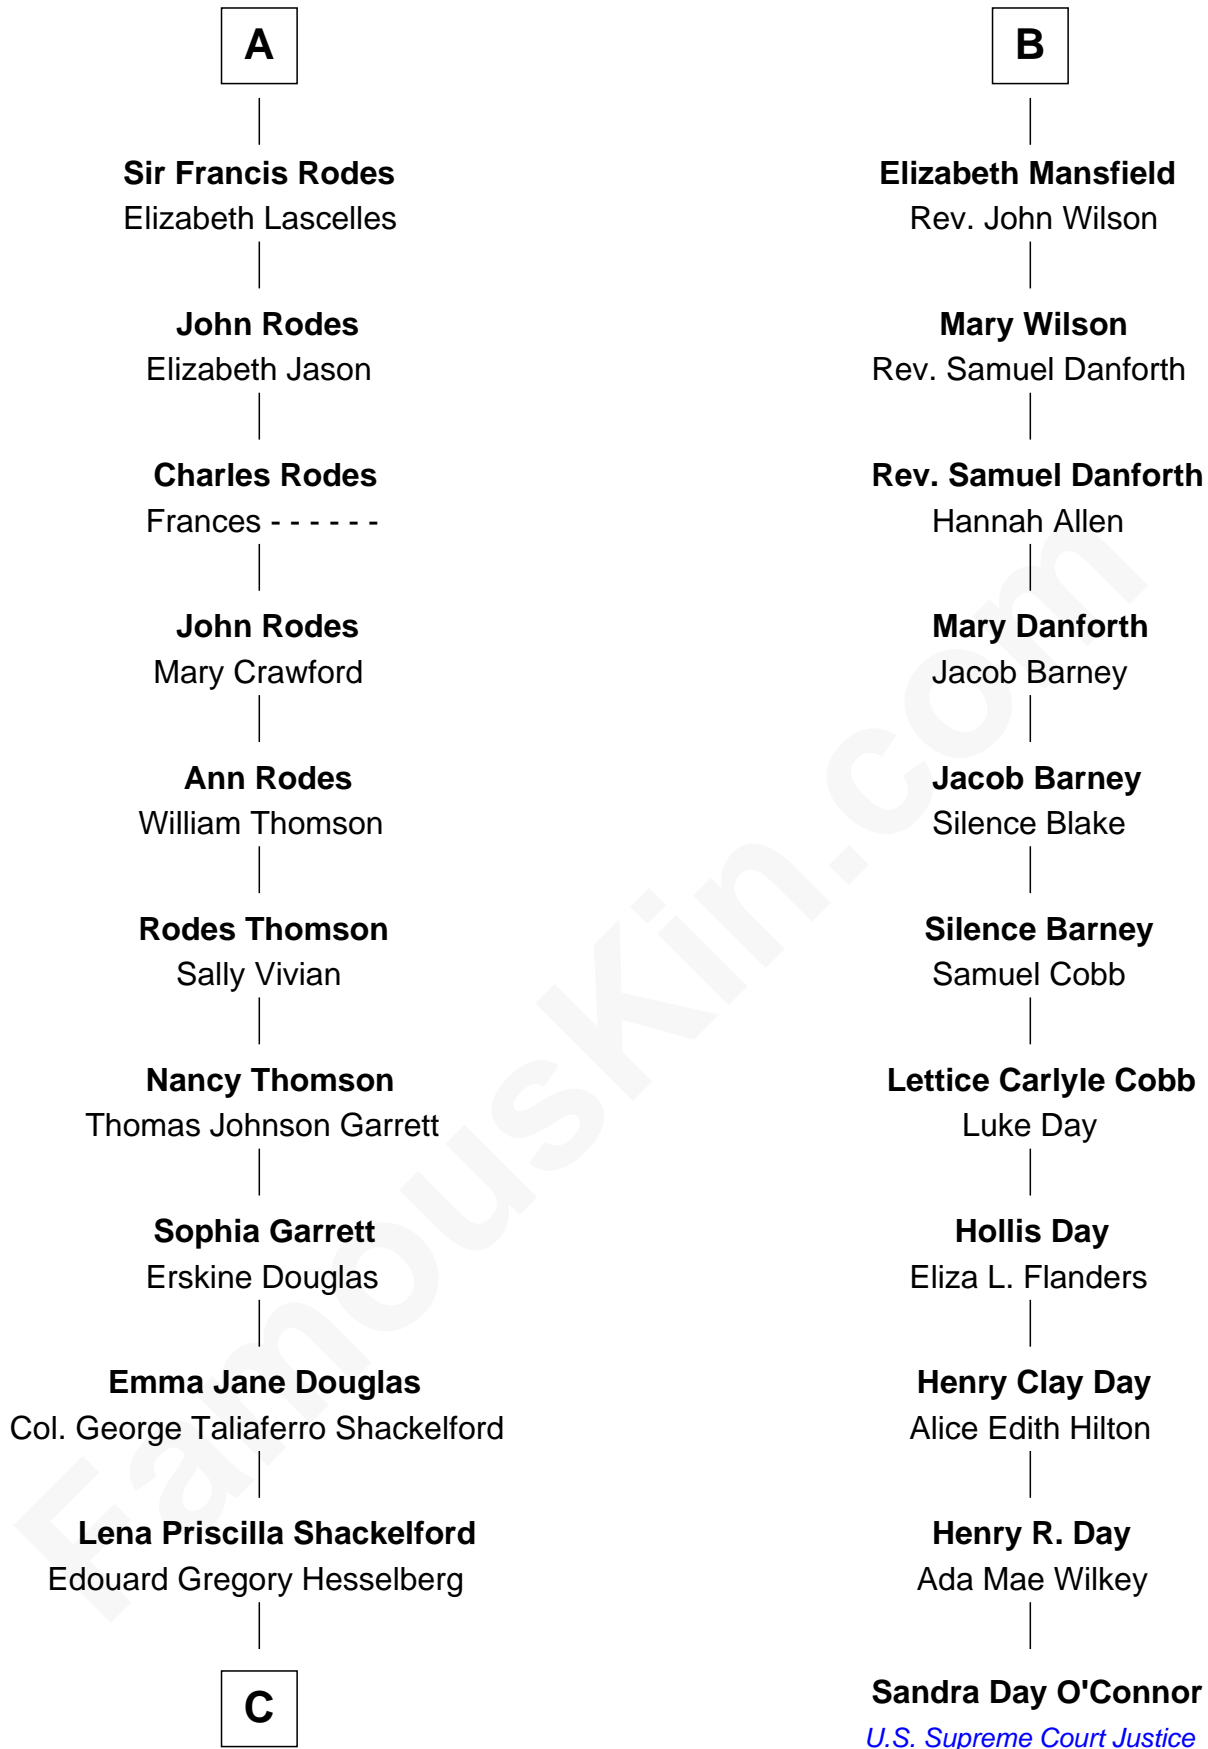 A
Sir Francis Rodes
Elizabeth Lascelles
John Rodes
Elizabeth Jason
Charles Rodes
Frances - - - - - -
John Rodes
Mary Crawford
Ann Rodes
William Thomson
Rodes Thomson
Sally Vivian
Nancy Thomson
Thomas Johnson Garrett
Sophia Garrett
Erskine Douglas
Emma Jane Douglas
Col. George Taliaferro Shackelford
Lena Priscilla Shackelford
Edouard Gregory Hesselberg
C
B
Elizabeth Mansfield
Rev. John Wilson
Mary Wilson
Rev. Samuel Danforth
Rev. Samuel Danforth
Hannah Allen
Mary Danforth
Jacob Barney
Jacob Barney
Silence Blake
Silence Barney
Samuel Cobb
Lettice Carlyle Cobb
Luke Day
Hollis Day
Eliza L. Flanders
Henry Clay Day
Alice Edith Hilton
Henry R. Day
Ada Mae Wilkey
Sandra Day O'Connor
U.S. Supreme Court Justice
FamousKin.com